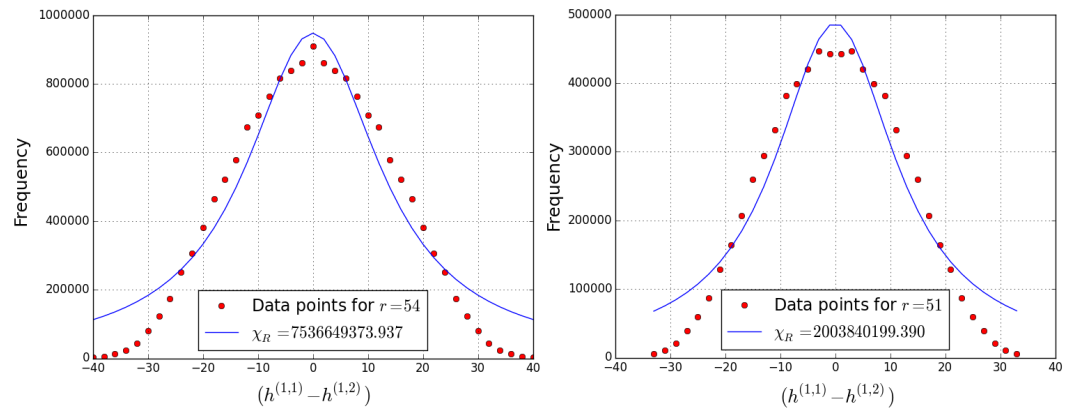 1000000
800000
600000
400000
200000
0
Frequency
Data points for r=54
χ_R =7536649373.937
−40 −30 −20 −10 0 10 20 30 40
(h^(1,1) −h^(1,2))
500000
400000
300000
200000
100000
0
Frequency
Data points for r=51
χ_R =2003840199.390
−40 −30 −20 −10 0 10 20 30 40
(h^(1,1) −h^(1,2))